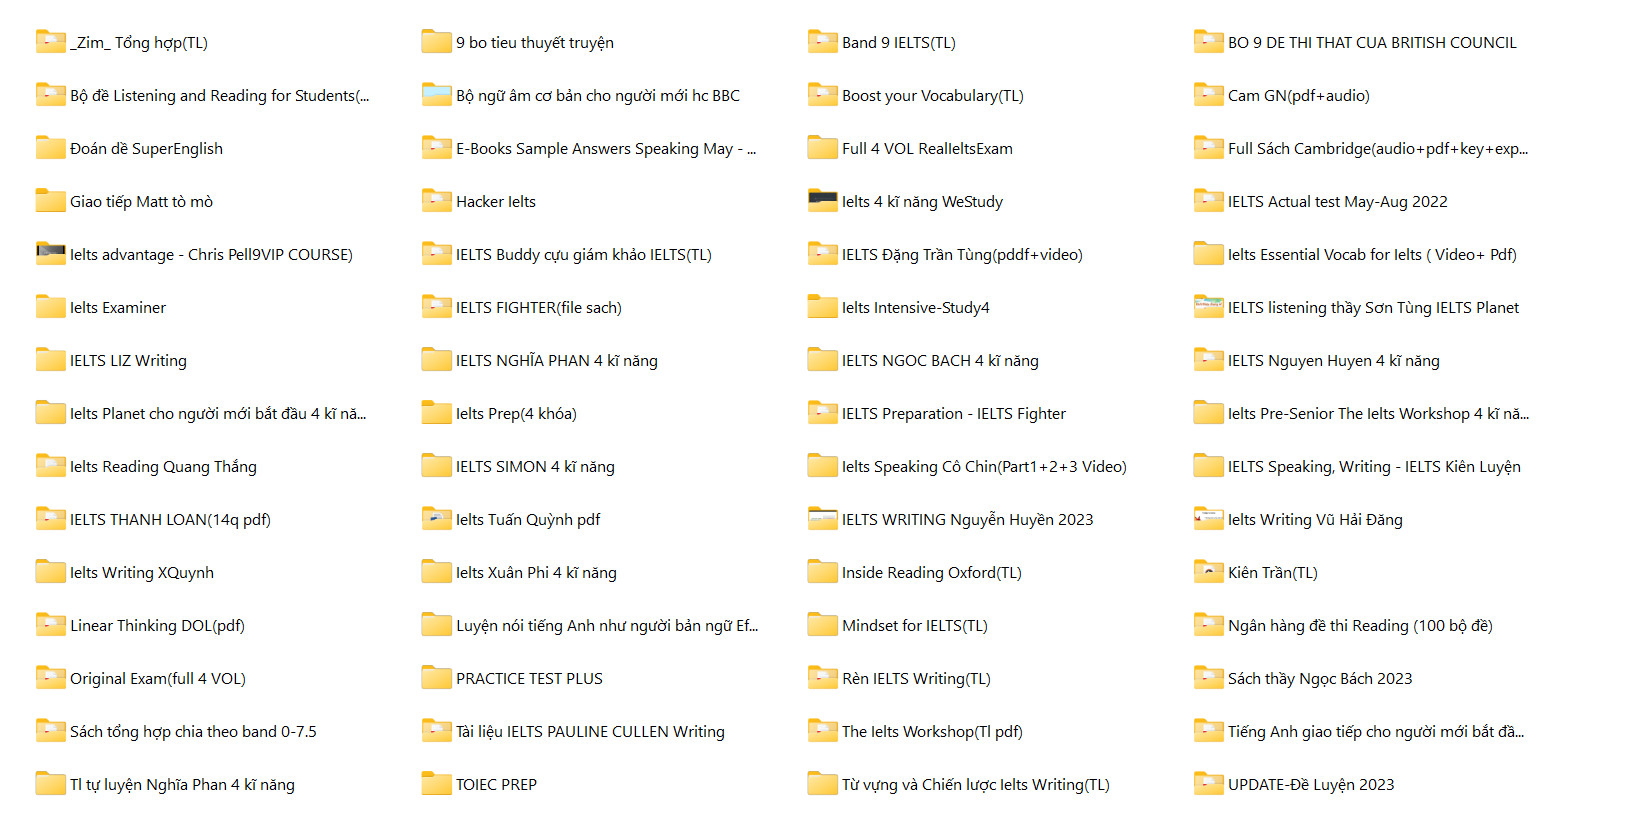 _Zim_ Tổng hợp(TL)
9 bo tieu thuyết truyện
Band 9 IELTS(TL)
BO 9 DE THI THAT CUA BRITISH COUNCIL
Bộ đề Listening and Reading for Students(...
Bộ ngữ âm cơ bản cho người mới hc BBC
Boost your Vocabulary(TL)
Cam GN(pdf+audio)
Đoán dề SuperEnglish
E-Books Sample Answers Speaking May - ...
Full 4 VOL RealIeltsExam
Full Sách Cambridge(audio+pdf+key+exp...
Giao tiếp Matt tò mò
Hacker Ielts
Ielts 4 kĩ năng WeStudy
IELTS Actual test May-Aug 2022
Ielts advantage - Chris Pell9VIP COURSE)
IELTS Buddy cựu giám khảo IELTS(TL)
IELTS Đặng Trần Tùng(pddf+video)
Ielts Essential Vocab for Ielts ( Video+ Pdf)
Ielts Examiner
IELTS FIGHTER(file sach)
Ielts Intensive-Study4
IELTS listening thầy Sơn Tùng IELTS Planet
IELTS LIZ Writing
IELTS NGHĨA PHAN 4 kĩ năng
IELTS NGOC BACH 4 kĩ năng
IELTS Nguyen Huyen 4 kĩ năng
Ielts Planet cho người mới bắt đầu 4 kĩ nă...
Ielts Prep(4 khóa)
IELTS Preparation - IELTS Fighter
Ielts Pre-Senior The Ielts Workshop 4 kĩ nă...
Ielts Reading Quang Thắng
IELTS SIMON 4 kĩ năng
Ielts Speaking Cô Chin(Part1+2+3 Video)
IELTS Speaking, Writing - IELTS Kiên Luyện
IELTS THANH LOAN(14q pdf)
Ielts Tuấn Quỳnh pdf
IELTS WRITING Nguyễn Huyền 2023
Ielts Writing Vũ Hải Đăng
Ielts Writing XQuynh
Ielts Xuân Phi 4 kĩ năng
Inside Reading Oxford(TL)
Kiên Trần(TL)
Linear Thinking DOL(pdf)
Luyện nói tiếng Anh như người bản ngữ Ef...
Mindset for IELTS(TL)
Ngân hàng đề thi Reading (100 bộ đề)
Original Exam(full 4 VOL)
PRACTICE TEST PLUS
Rèn IELTS Writing(TL)
Sách thầy Ngọc Bách 2023
Sách tổng hợp chia theo band 0-7.5
Tài liệu IELTS PAULINE CULLEN Writing
The Ielts Workshop(Tl pdf)
Tiếng Anh giao tiếp cho người mới bắt đầ...
Tl tự luyện Nghĩa Phan 4 kĩ năng
TOIEC PREP
Từ vựng và Chiến lược Ielts Writing(TL)
UPDATE-Đề Luyện 2023